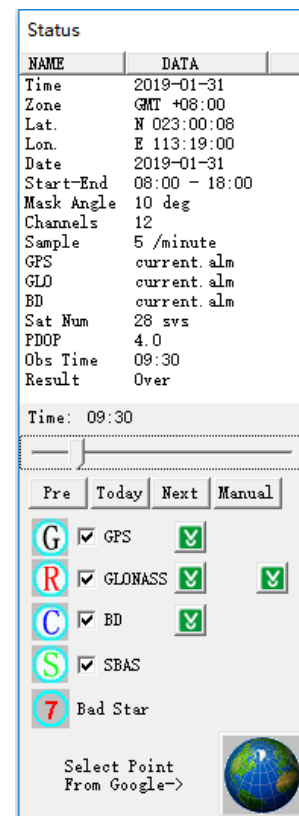 Status
NAME DATA
Time 2019-01-31
Zone GMT +08:00
Lat. N 023:00:08
Lon. E 113:19:00
Date 2019-01-31
Start-End 08:00 - 18:00
Mask Angle 10 deg
Channels 12
Sample 5 /minute
GPS current.alm
GLO current.alm
BD current.alm
Sat Num 28 svs
PDOP 4.0
Obs Time 09:30
Result Over
Time: 09:30
Pre Today Next Manual
G GPS
R GLONASS
C BD
S SBAS
7 Bad Star
Select Point
From Google->